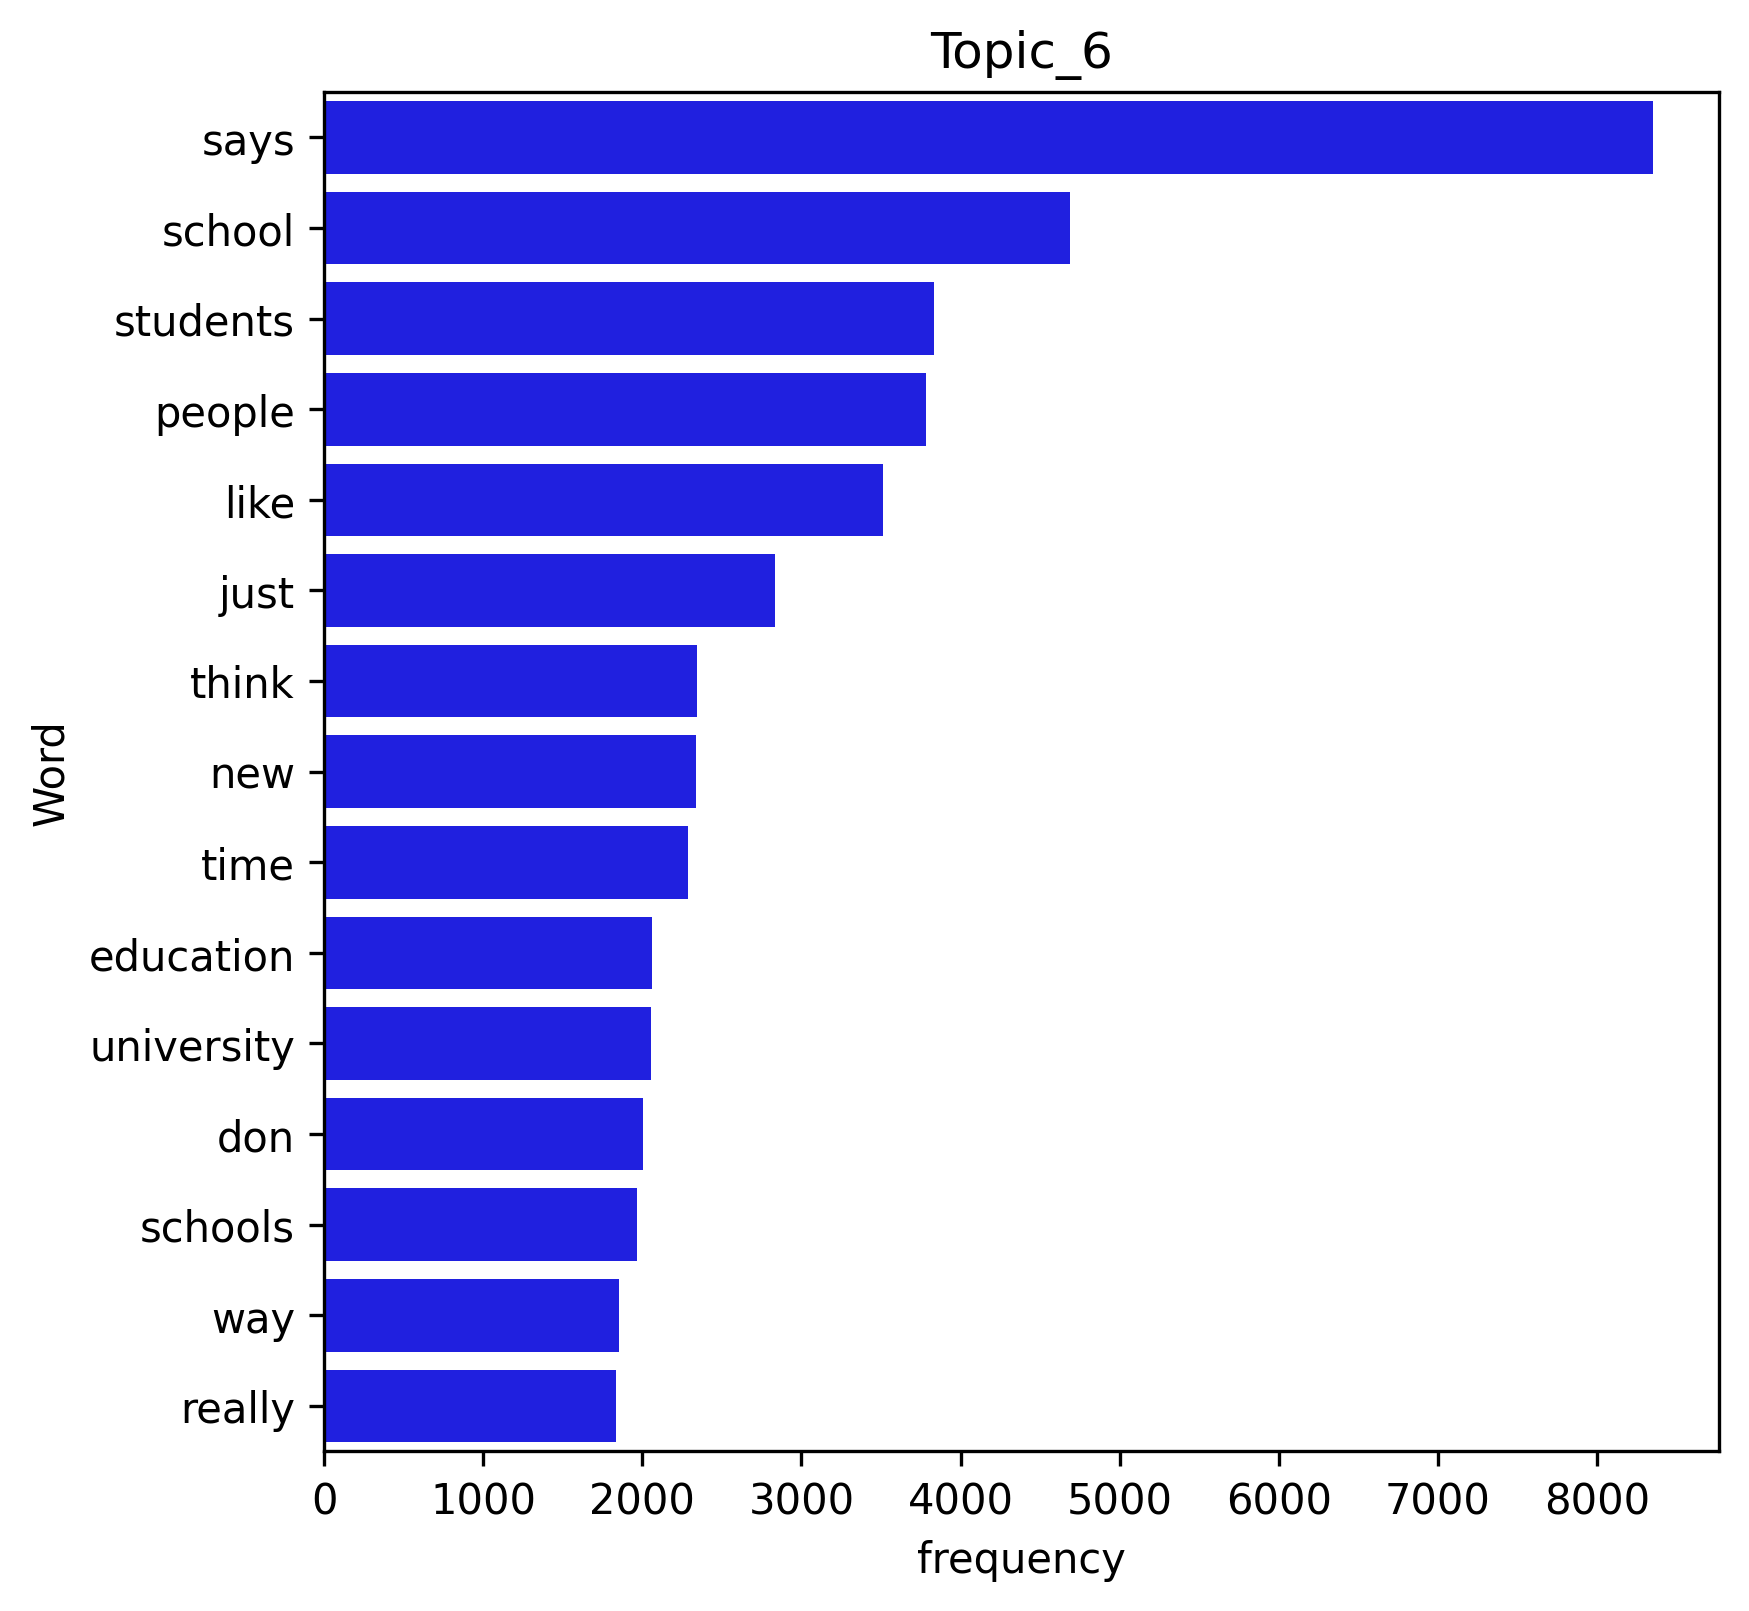 Topic_6
says
school
students
people
like
just
think
new
time
education
university
don
schools
way
really
Word
0 1000 2000 3000 4000 5000 6000 7000 8000
frequency